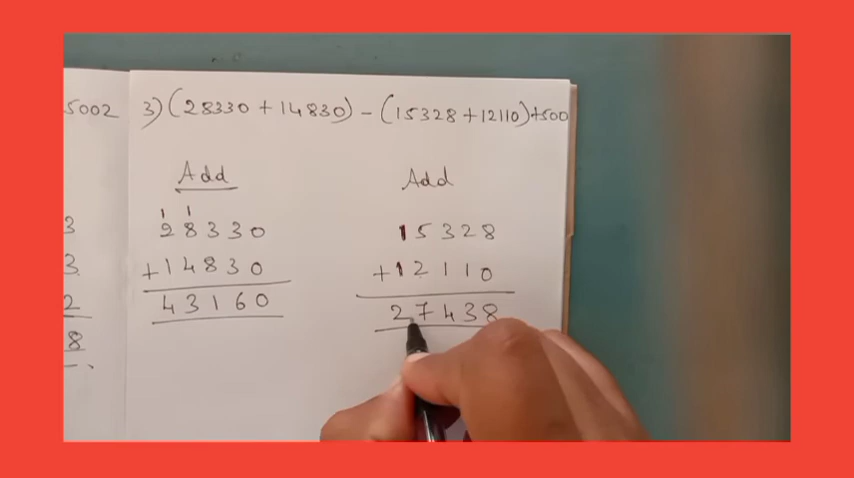 5002 3) (28330 + 14830) - (15328 + 12110) + 500
Add
Add
1 1
3 28330 15328
3 +14830 +12110
2 43160 27438
8